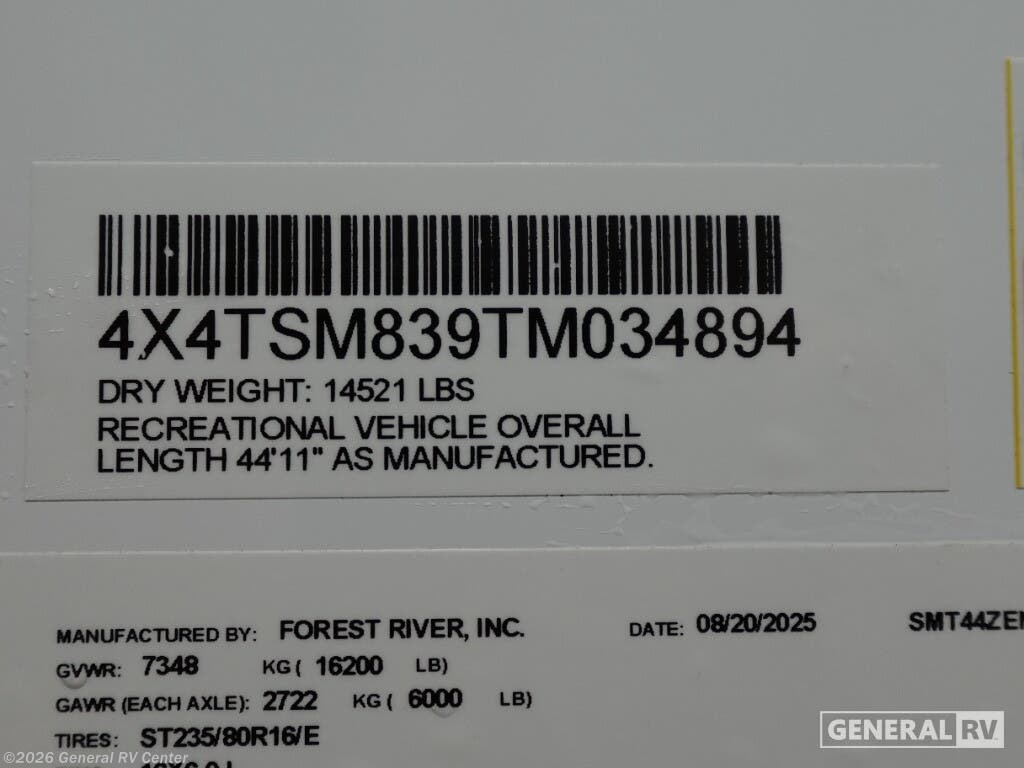 4X4TSM839TM034894
DRY WEIGHT: 14521 LBS
RECREATIONAL VEHICLE OVERALL
LENGTH 44'11" AS MANUFACTURED.
MANUFACTURED BY: FOREST RIVER, INC. DATE: 08/20/2025 SMT44ZEN
GVWR: 7348 KG ( 16200 LB)
GAWR (EACH AXLE): 2722 KG ( 6000 LB)
TIRES: ST235/80R16/E
GENERAL RV
©2026 General RV Center